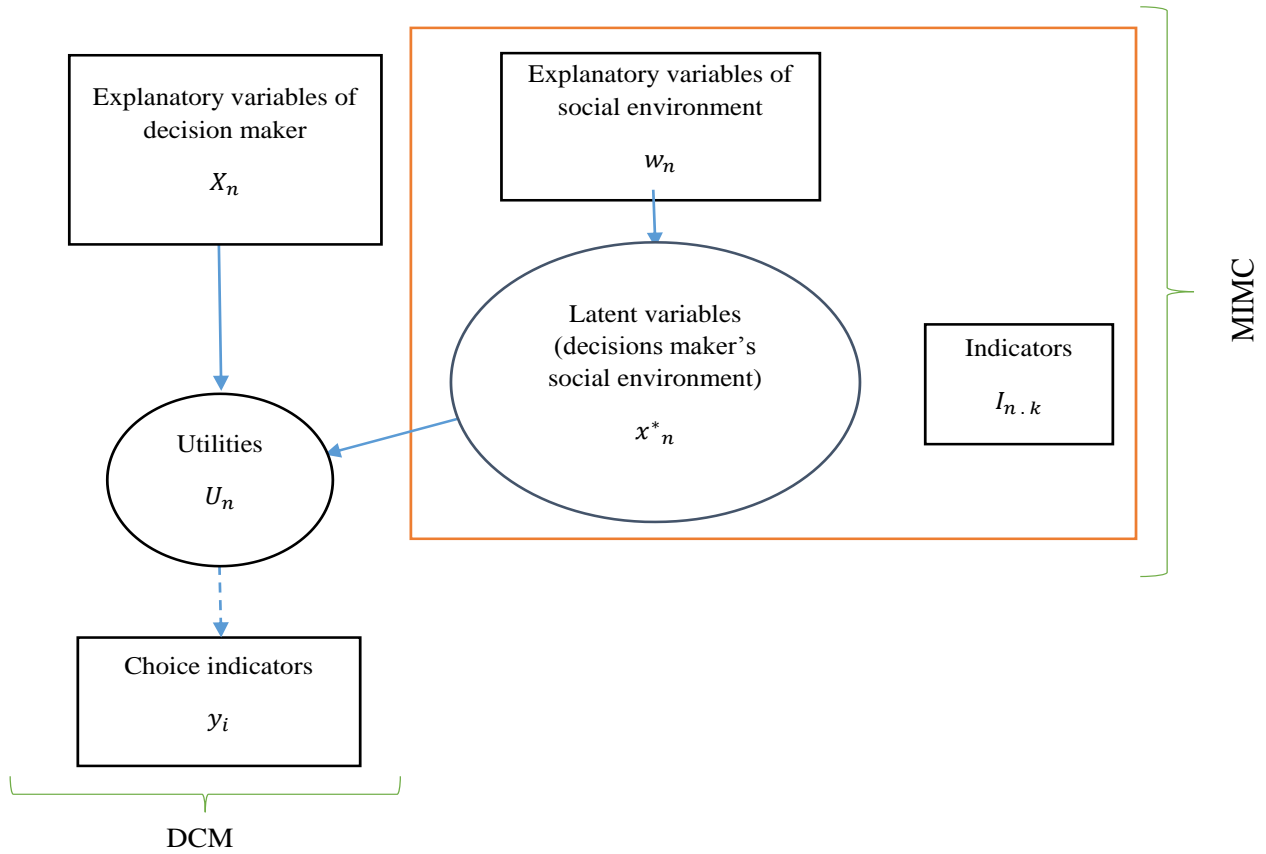 Explanatory variables of
decision maker
X_n
Explanatory variables of
social environment
w_n
Latent variables
(decisions maker's
social environment)
x*_n
Indicators
I_{n . k}
MIMC
Utilities
U_n
Choice indicators
y_i
DCM